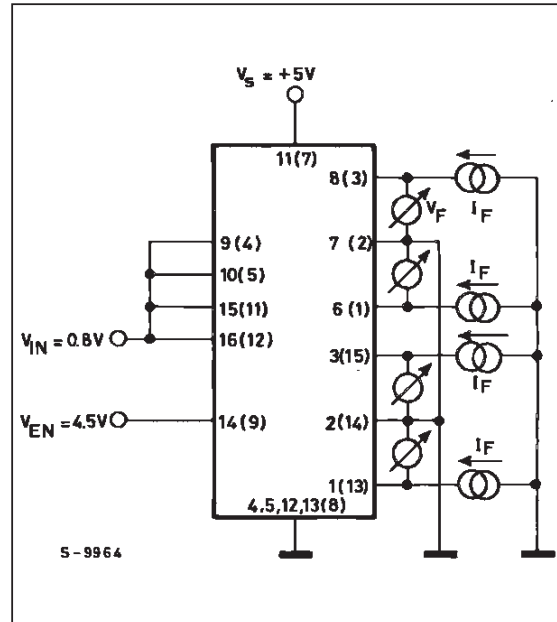 V_S = +5V
11(7)
8(3)
I_F
V_F
9(4)
7 (2)
10(5)
I_F
15(11)
6(1)
V_IN = 0.8V
16(12)
3(15)
I_F
V_EN = 4.5V
14(9)
2(14)
I_F
1(13)
4,5,12,13(8)
S-9964